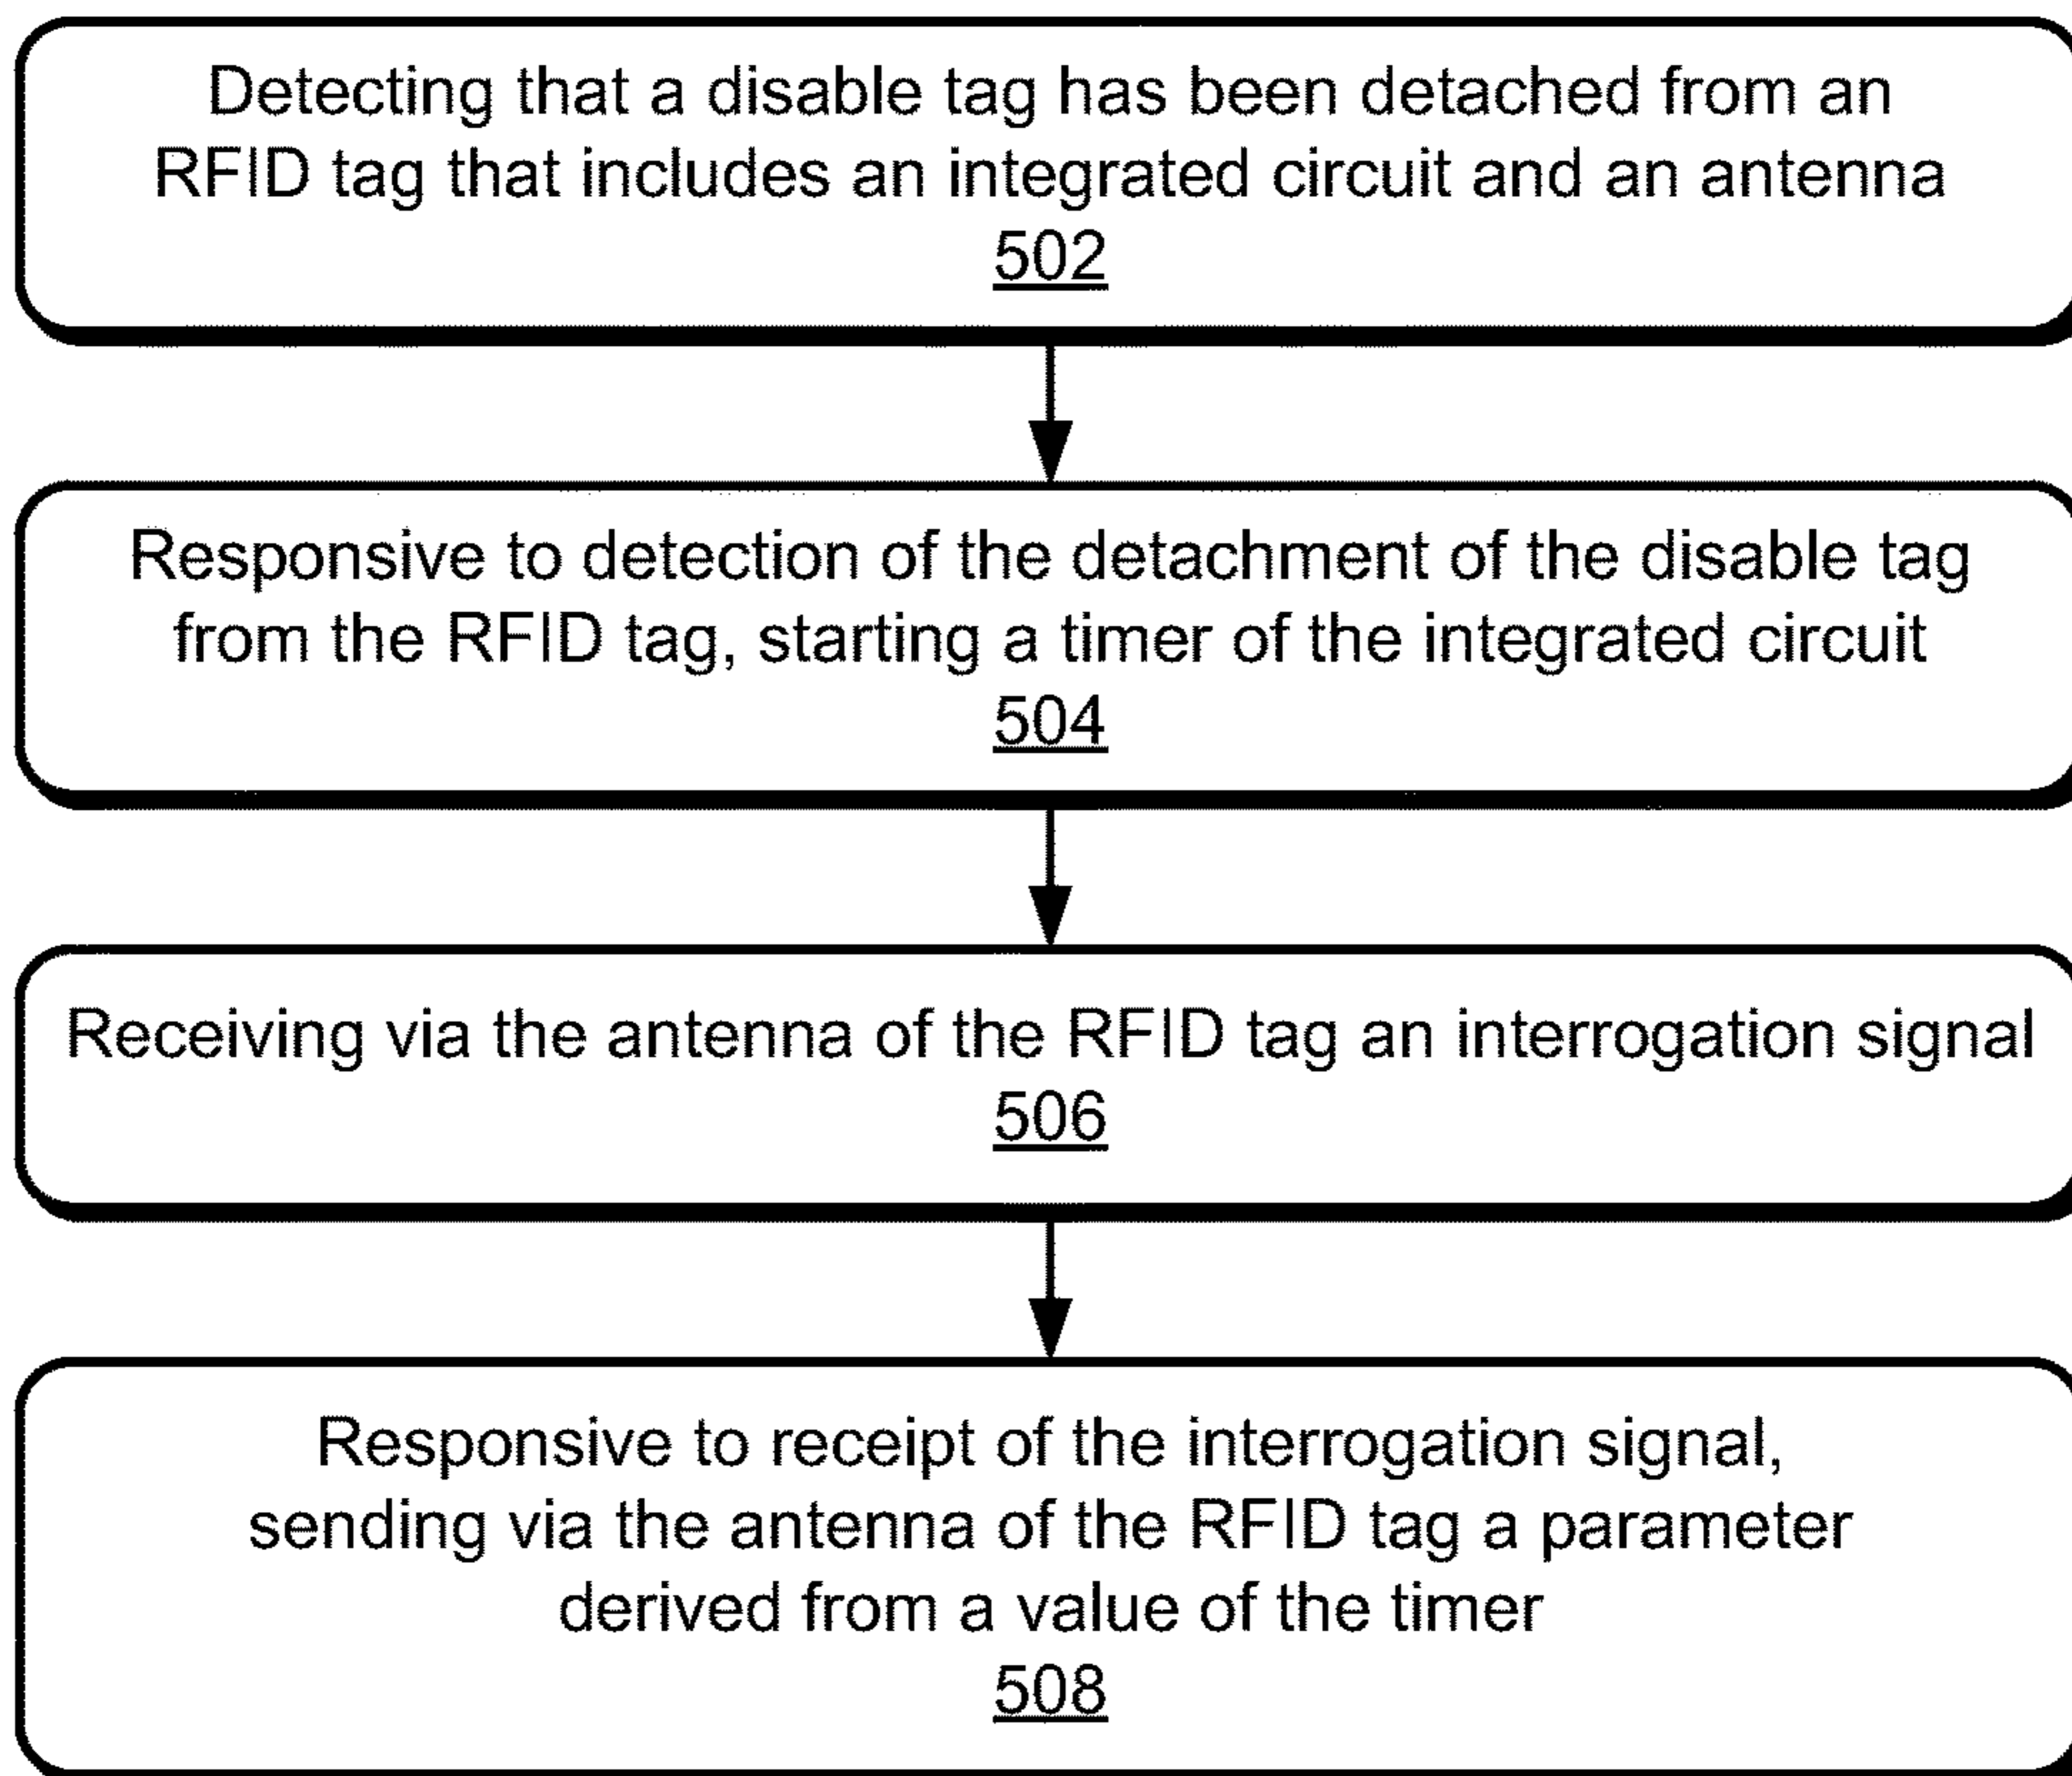 Detecting that a disable tag has been detached from an
RFID tag that includes an integrated circuit and an antenna
502
Responsive to detection of the detachment of the disable tag
from the RFID tag, starting a timer of the integrated circuit
504
Receiving via the antenna of the RFID tag an interrogation signal
506
Responsive to receipt of the interrogation signal,
sending via the antenna of the RFID tag a parameter
derived from a value of the timer
508